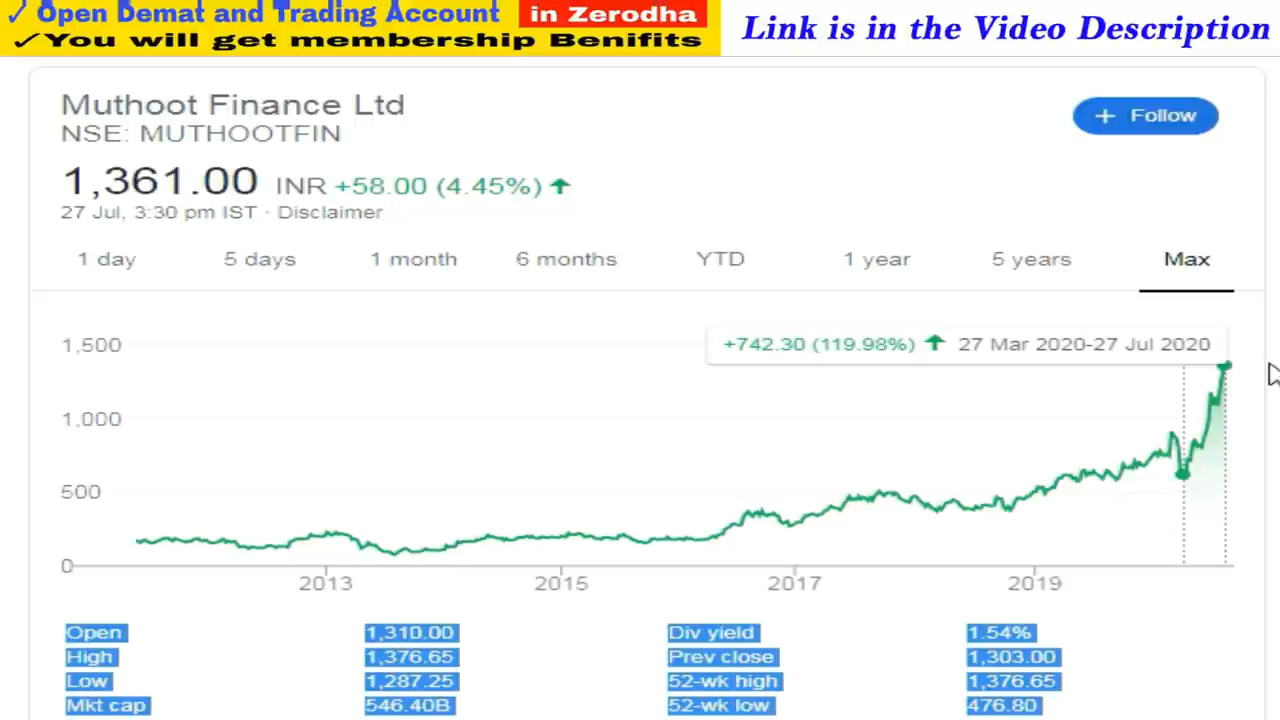 ✓ Open Demat and Trading Account in Zerodha
✓You will get membership Benifits
Link is in the Video Description
Muthoot Finance Ltd
NSE: MUTHOOTFIN
+ Follow
1,361.00 INR +58.00 (4.45%) ↑
27 Jul, 3:30 pm IST · Disclaimer
1 day 5 days 1 month 6 months YTD 1 year 5 years Max
+742.30 (119.98%) ↑ 27 Mar 2020-27 Jul 2020
1,500
1,000
500
0
2013 2015 2017 2019
Open 1,310.00 Div yield 1.54%
High 1,376.65 Prev close 1,303.00
Low 1,287.25 52-wk high 1,376.65
Mkt cap 546.40B 52-wk low 476.80